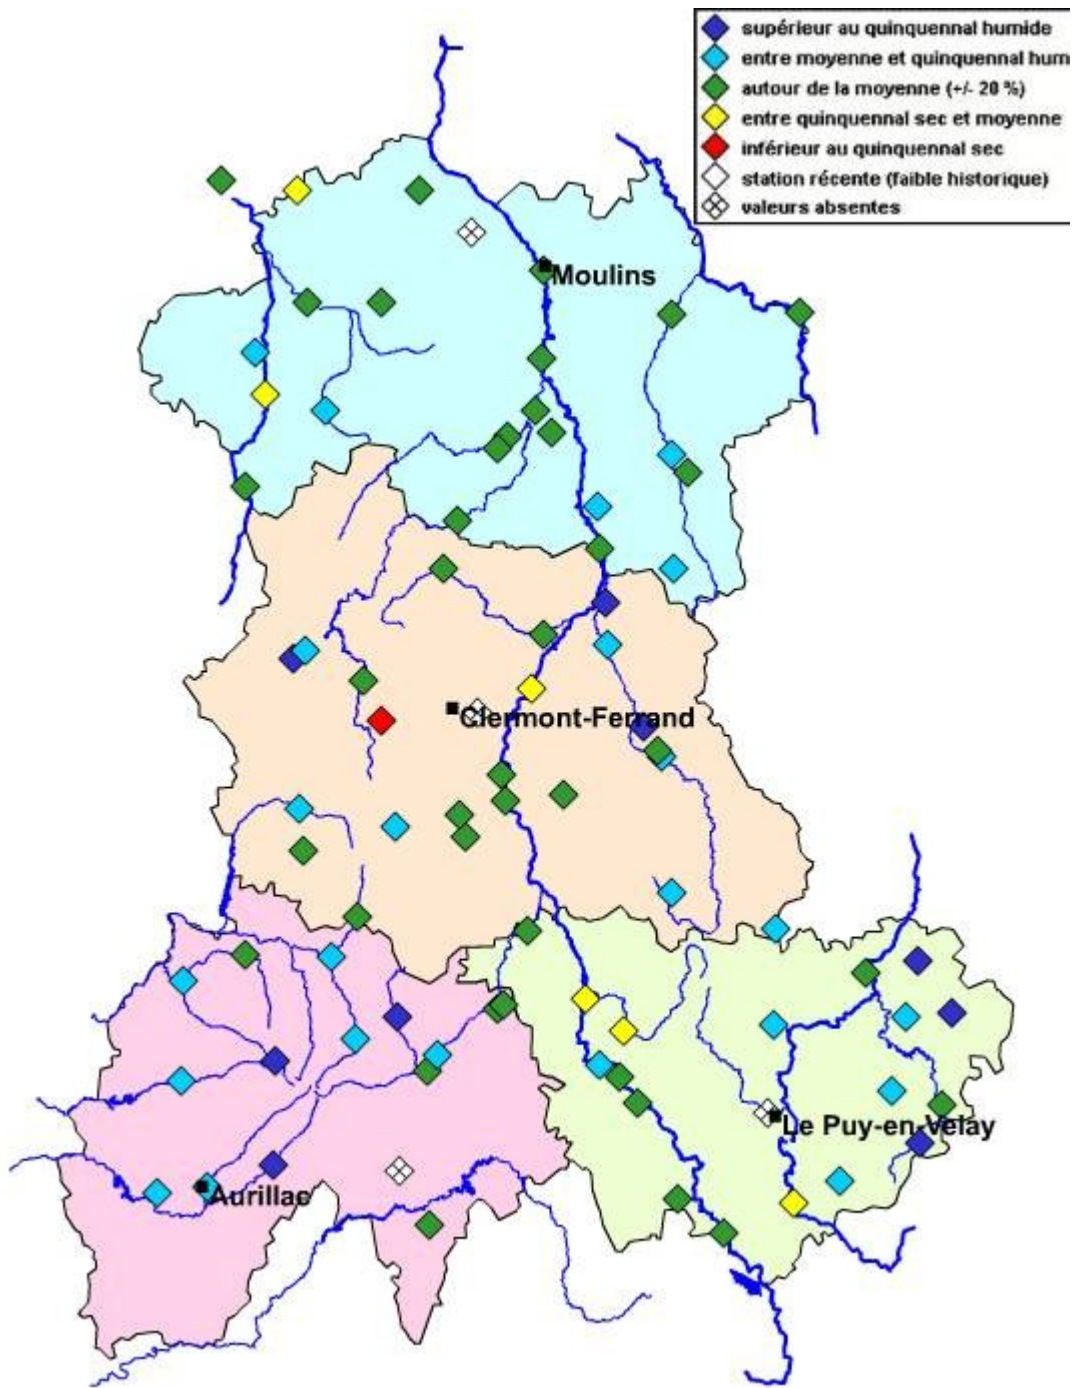 supérieur au quinquennal humide
entre moyenne et quinquennal hum
autour de la moyenne (+/- 20 %)
entre quinquennal sec et moyenne
inférieur au quinquennal sec
station récente (faible historique)
valeurs absentes
Moulins
Clermont-Ferrand
Le Puy-en-Velay
Aurillac